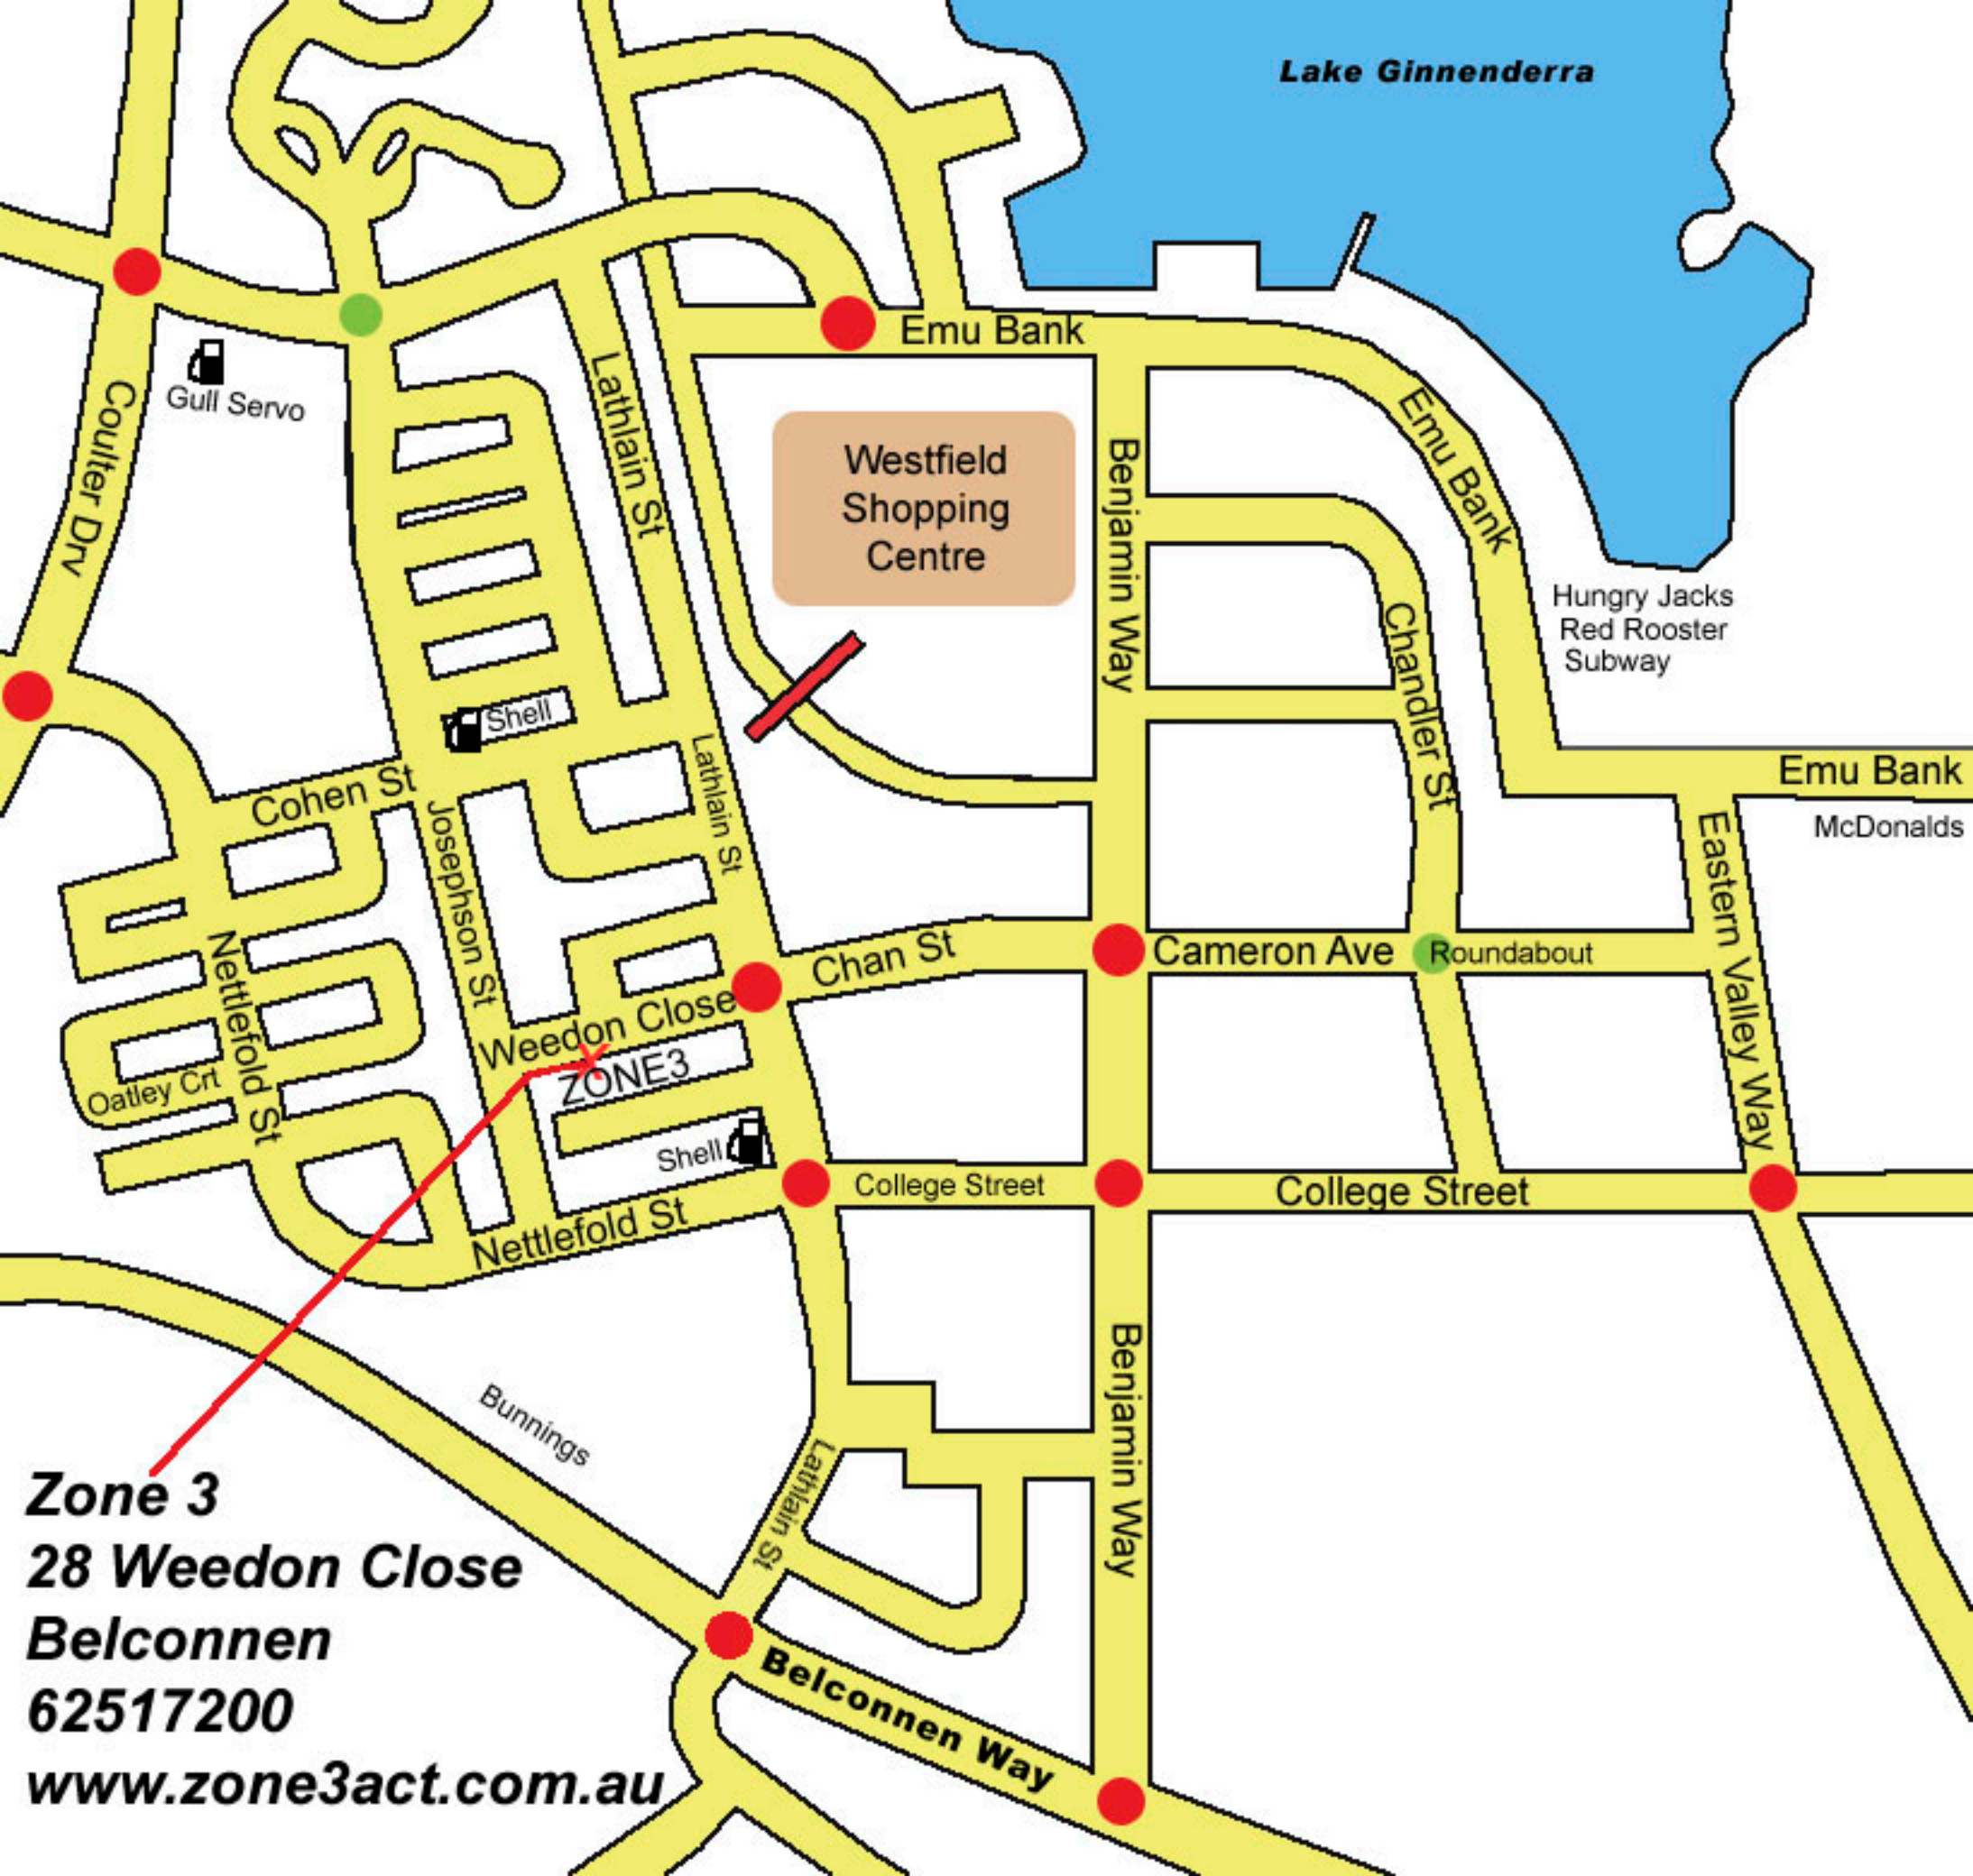 Lake Ginnenderra
Emu Bank
Gull Servo
Coulter Drv
Lathlain St
Westfield
Shopping
Centre
Benjamin Way
Emu Bank
Hungry Jacks
Red Rooster
Subway
Chandler St
Shell
Emu Bank
McDonalds
Cohen St
Lathlain St
Josephson St
Eastern Valley Way
Nettlefold St
Chan St
Cameron Ave
Roundabout
Weedon Close
ZONE3
Oatley Crt
Shell
College Street
College Street
Nettlefold St
Benjamin Way
Bunnings
Lathlain St
Belconnen Way
Zone 3
28 Weedon Close
Belconnen
62517200
www.zone3act.com.au